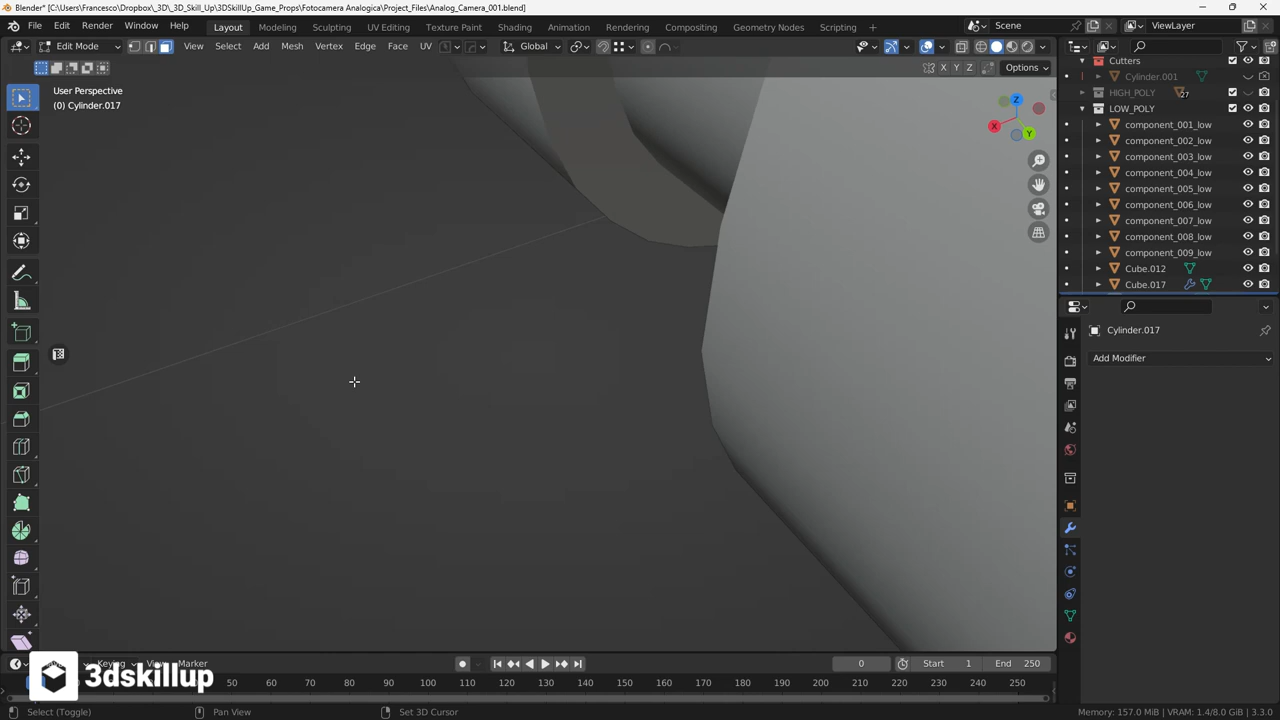 Blender* [C:\Users\Francesco\Dropbox\_3D\_3D_Skill_Up\3DSkillUp_Game_Props\Fotocamera Analogica\Project_Files\Analog_Camera_001.blend]
File Edit Render Window Help Layout Modeling Sculpting UV Editing Texture Paint Shading Animation Rendering Compositing Geometry Nodes Scripting + Scene ViewLayer
Edit Mode View Select Add Mesh Vertex Edge Face UV Global
X Y Z Options
User Perspective
(0) Cylinder.017
Z
X
Y
Cutters
Cylinder.001
HIGH_POLY 27
LOW_POLY
component_001_low
component_002_low
component_003_low
component_004_low
component_005_low
component_006_low
component_007_low
component_008_low
component_009_low
Cube.012
Cube.017
Cylinder.017
Add Modifier
Keying View Marker 0 Start 1 End 250
50 60 70 80 90 100 110 120 130 140 150 160 170 180 190 200 210 220 230 240 250
3dskillup
Select (Toggle) Pan View Set 3D Cursor Memory: 157.0 MiB | VRAM: 1.4/8.0 GiB | 3.3.0